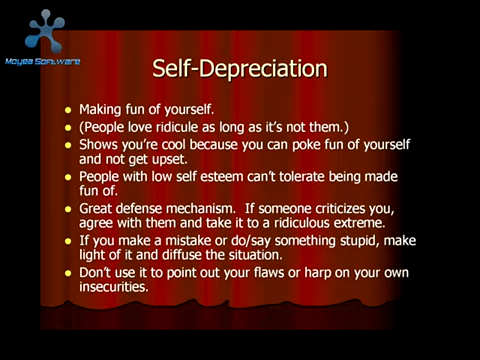 Moyea Software
Self-Depreciation
Making fun of yourself.
(People love ridicule as long as it's not them.)
Shows you're cool because you can poke fun of yourself
and not get upset.
People with low self esteem can't tolerate being made
fun of.
Great defense mechanism.  If someone criticizes you,
agree with them and take it to a ridiculous extreme.
If you make a mistake or do/say something stupid, make
light of it and diffuse the situation.
Don't use it to point out your flaws or harp on your own
insecurities.